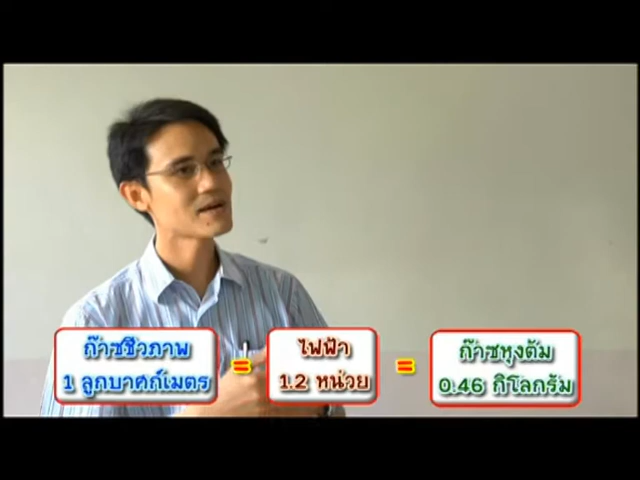 ก๊าซชีวภาพ
1 ลูกบาศก์เมตร
=
ไฟฟ้า
1.2 หน่วย
=
ก๊าซหุงต้ม
0.46 กิโลกรัม